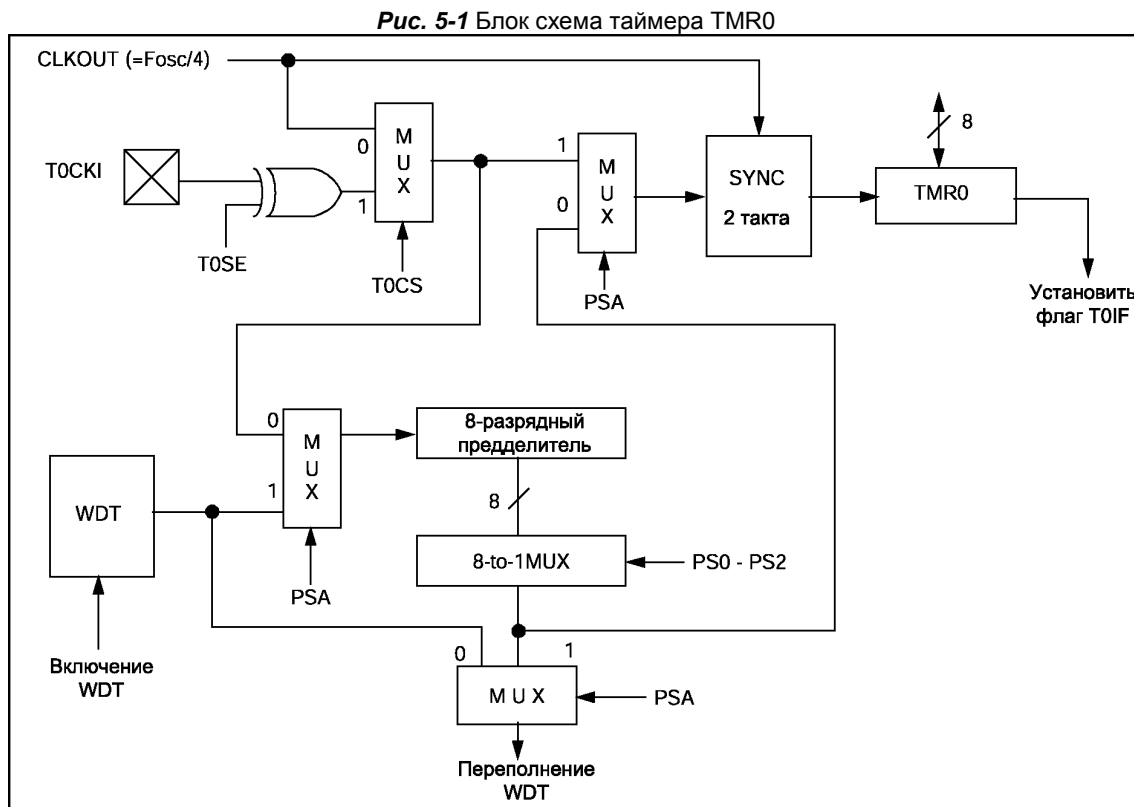 Рис. 5-1 Блок схема таймера TMR0
CLKOUT (=Fosc/4)
T0CKI
T0SE
0
1
M
U
X
T0CS
1
0
M
U
X
PSA
SYNC
2 такта
8
TMR0
Установить
флаг T0IF
0
1
M
U
X
PSA
8-разрядный
предделитель
8
8-to-1MUX
PS0 - PS2
WDT
Включение
WDT
0
1
M U X
PSA
Переполнение
WDT